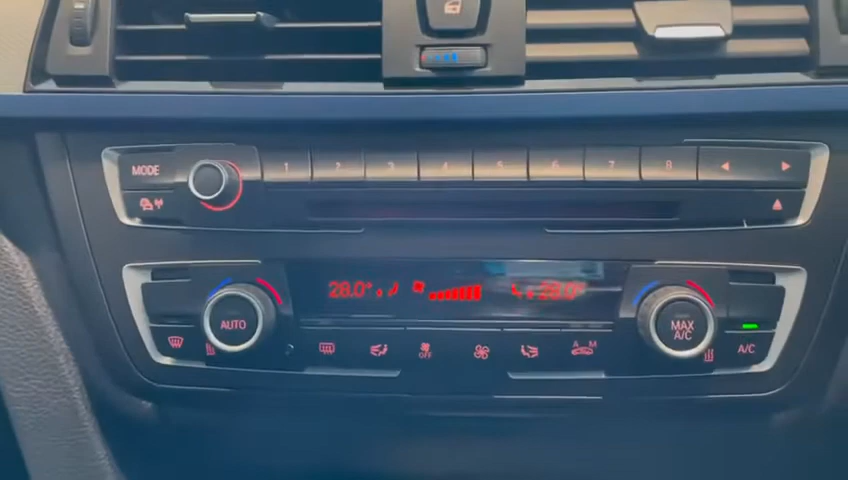 MODE
1 2 3 4 5 6 7 8
28.0° 28.0°
AUTO
OFF
A M
MAX
A/C
A/C